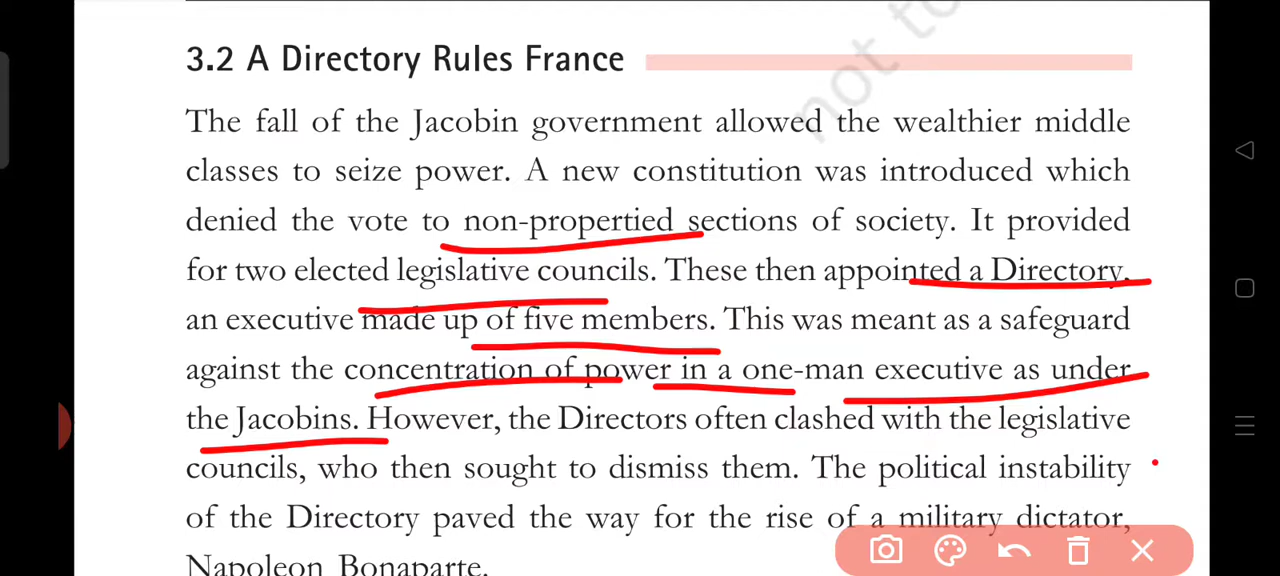 not to
3.2 A Directory Rules France
The fall of the Jacobin government allowed the wealthier middle
classes to seize power. A new constitution was introduced which
denied the vote to non-propertied sections of society. It provided
for two elected legislative councils. These then appointed a Directory,
an executive made up of five members. This was meant as a safeguard
against the concentration of power in a one-man executive as under
the Jacobins. However, the Directors often clashed with the legislative
councils, who then sought to dismiss them. The political instability
of the Directory paved the way for the rise of a military dictator,
Napoleon Bonaparte.